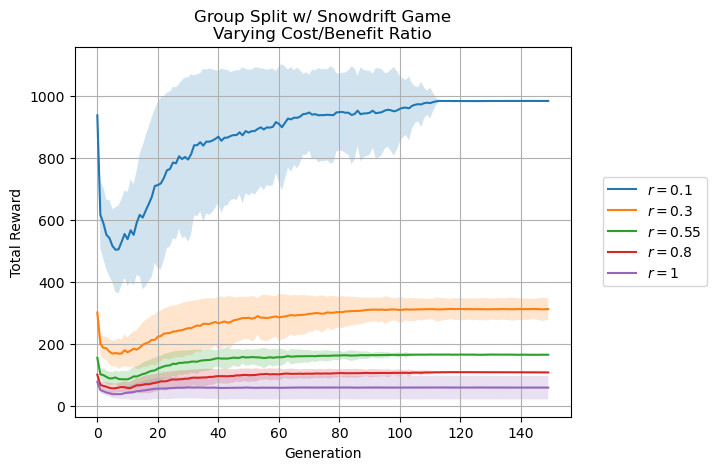 Group Split w/ Snowdrift Game
Varying Cost/Benefit Ratio
Total Reward
1000
800
600
400
200
0
0 20 40 60 80 100 120 140
Generation
r = 0.1
r = 0.3
r = 0.55
r = 0.8
r = 1